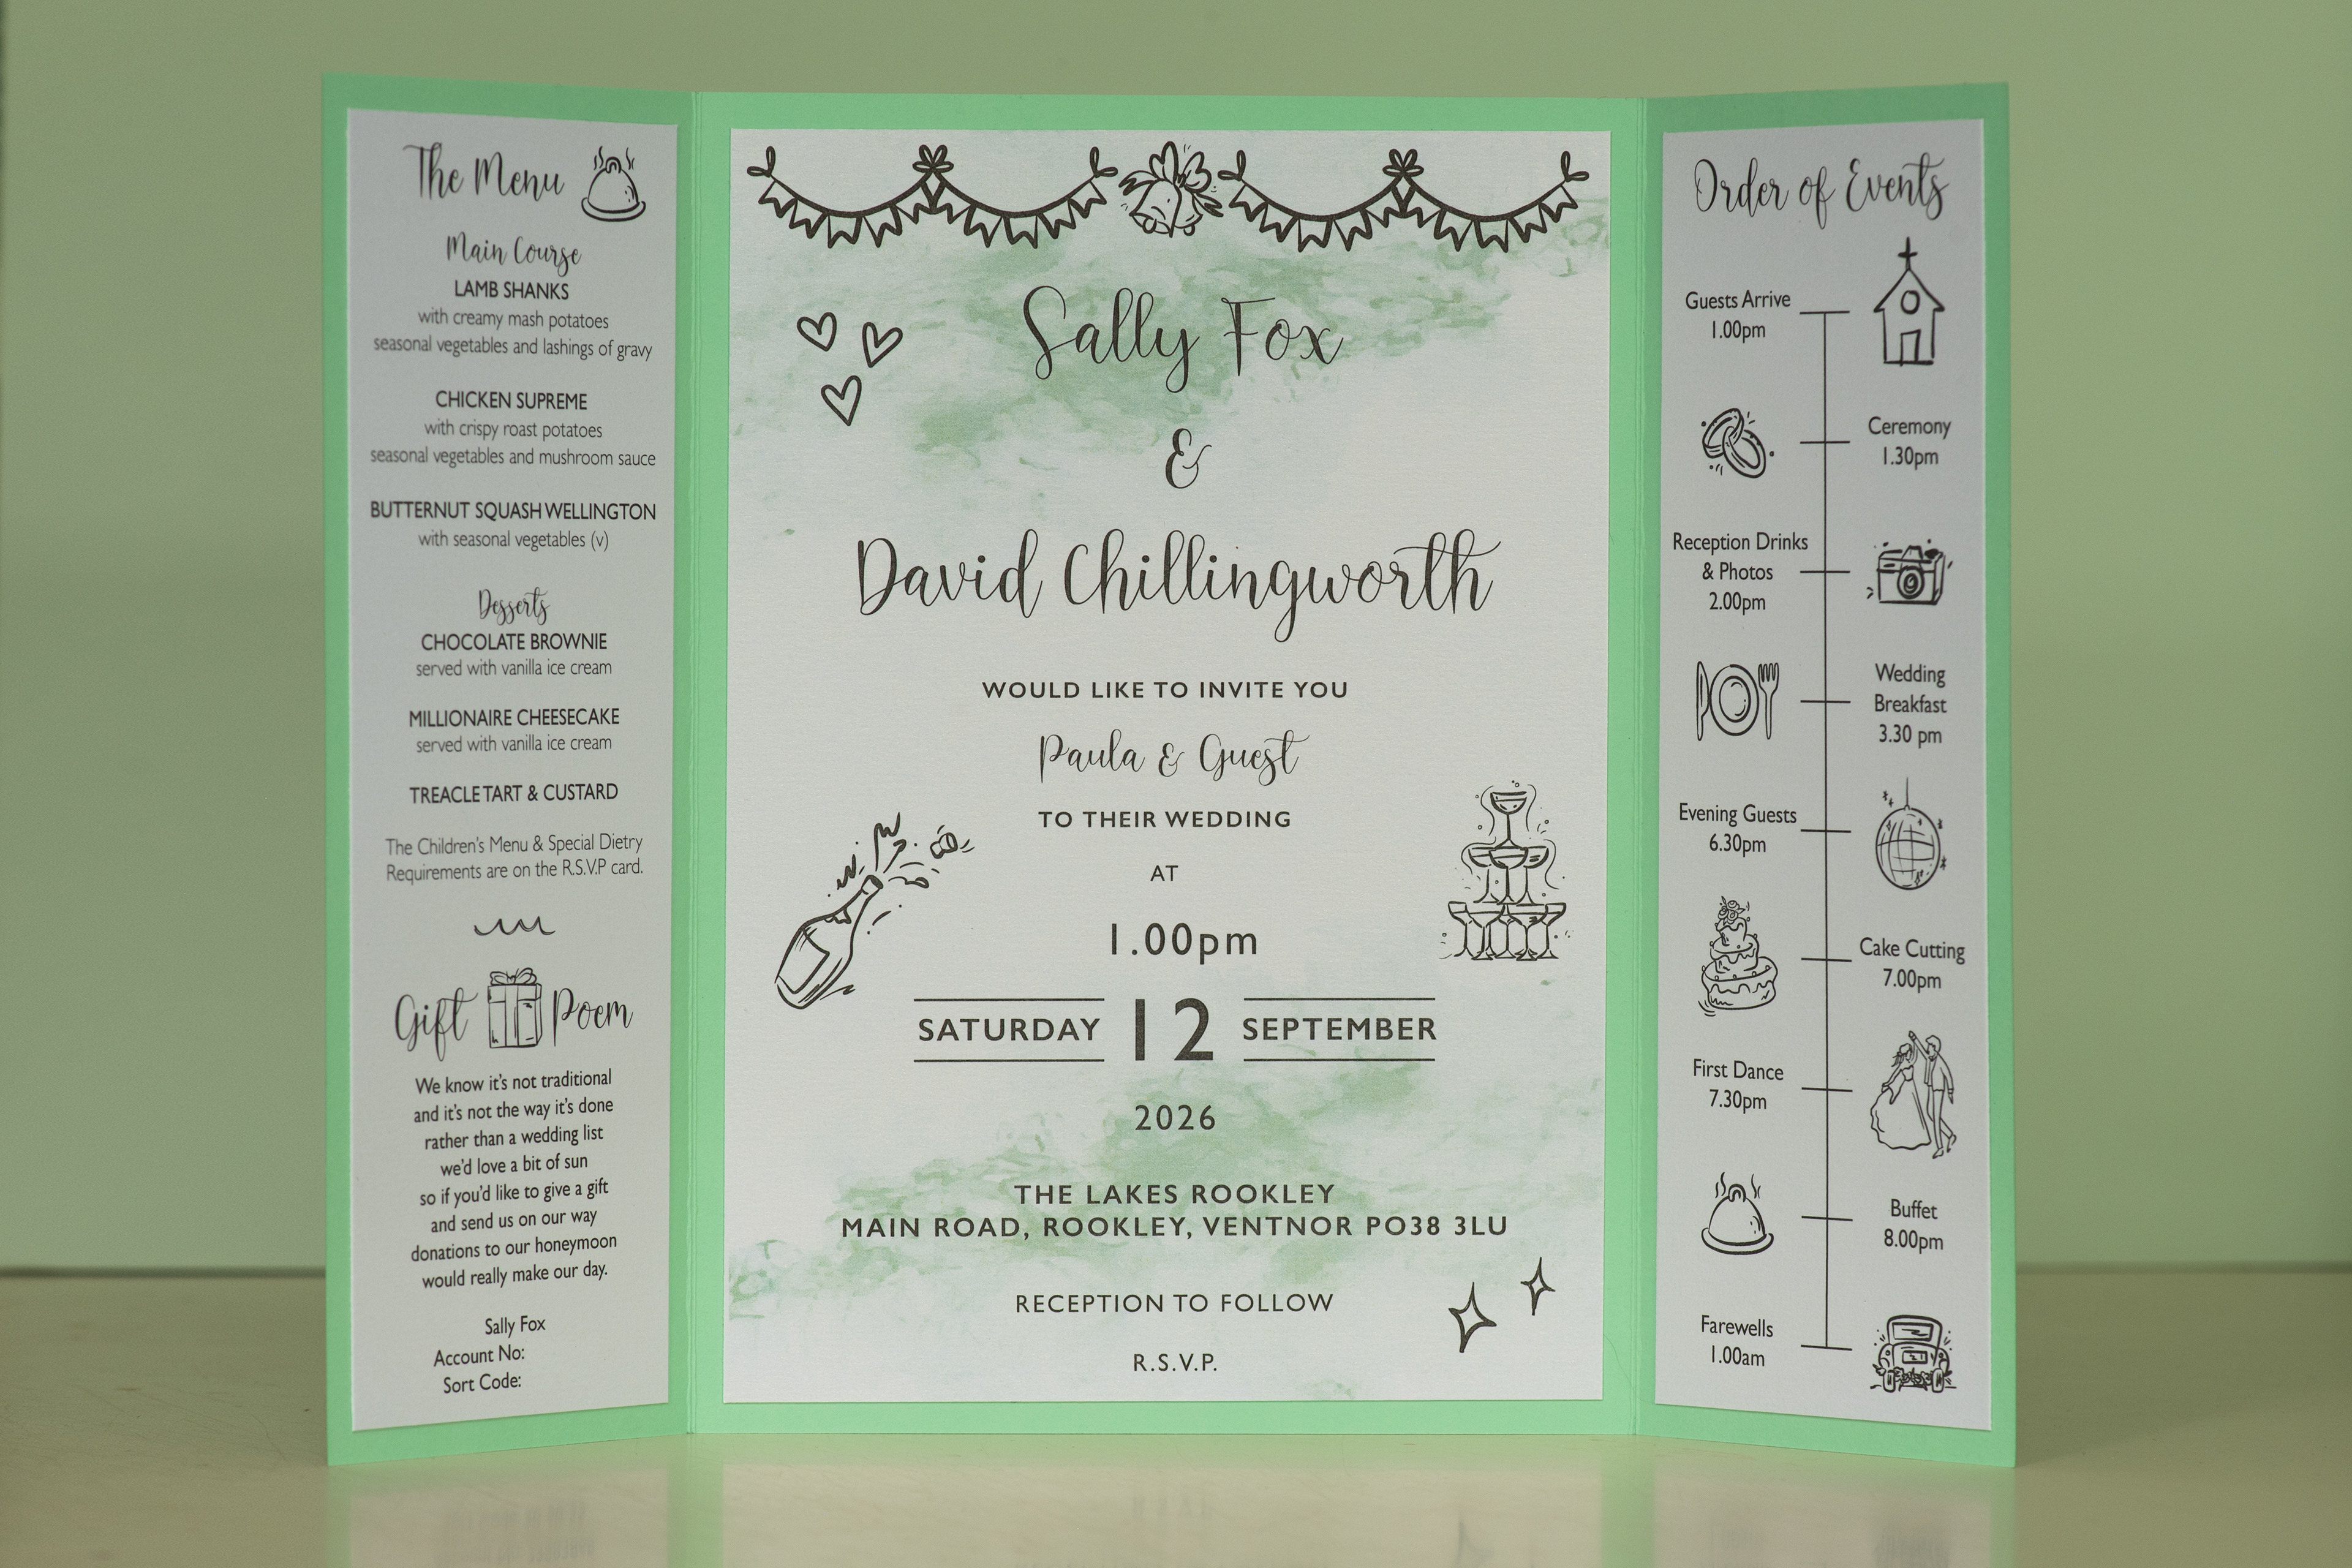 The Menu
Main Course
LAMB SHANKS
with creamy mash potatoes
seasonal vegetables and lashings of gravy
CHICKEN SUPREME
with crispy roast potatoes
seasonal vegetables and mushroom sauce
BUTTERNUT SQUASH WELLINGTON
with seasonal vegetables (v)
Desserts
CHOCOLATE BROWNIE
served with vanilla ice cream
MILLIONAIRE CHEESECAKE
served with vanilla ice cream
TREACLE TART & CUSTARD
The Children's Menu & Special Dietry
Requirements are on the R.S.V.P card.
Gift Poem
We know it's not traditional
and it's not the way it's done
rather than a wedding list
we'd love a bit of sun
so if you'd like to give a gift
and send us on our way
donations to our honeymoon
would really make our day.
Sally Fox
Account No:
Sort Code:
Sally Fox
&
David Chillingworth
WOULD LIKE TO INVITE YOU
Paula & Guest
TO THEIR WEDDING
AT
1.00pm
SATURDAY 12 SEPTEMBER
2026
THE LAKES ROOKLEY
MAIN ROAD, ROOKLEY, VENTNOR PO38 3LU
RECEPTION TO FOLLOW
R.S.V.P.
Order of Events
Guests Arrive
1.00pm
Ceremony
1.30pm
Reception Drinks
& Photos
2.00pm
Wedding
Breakfast
3.30 pm
Evening Guests
6.30pm
Cake Cutting
7.00pm
First Dance
7.30pm
Buffet
8.00pm
Farewells
1.00am